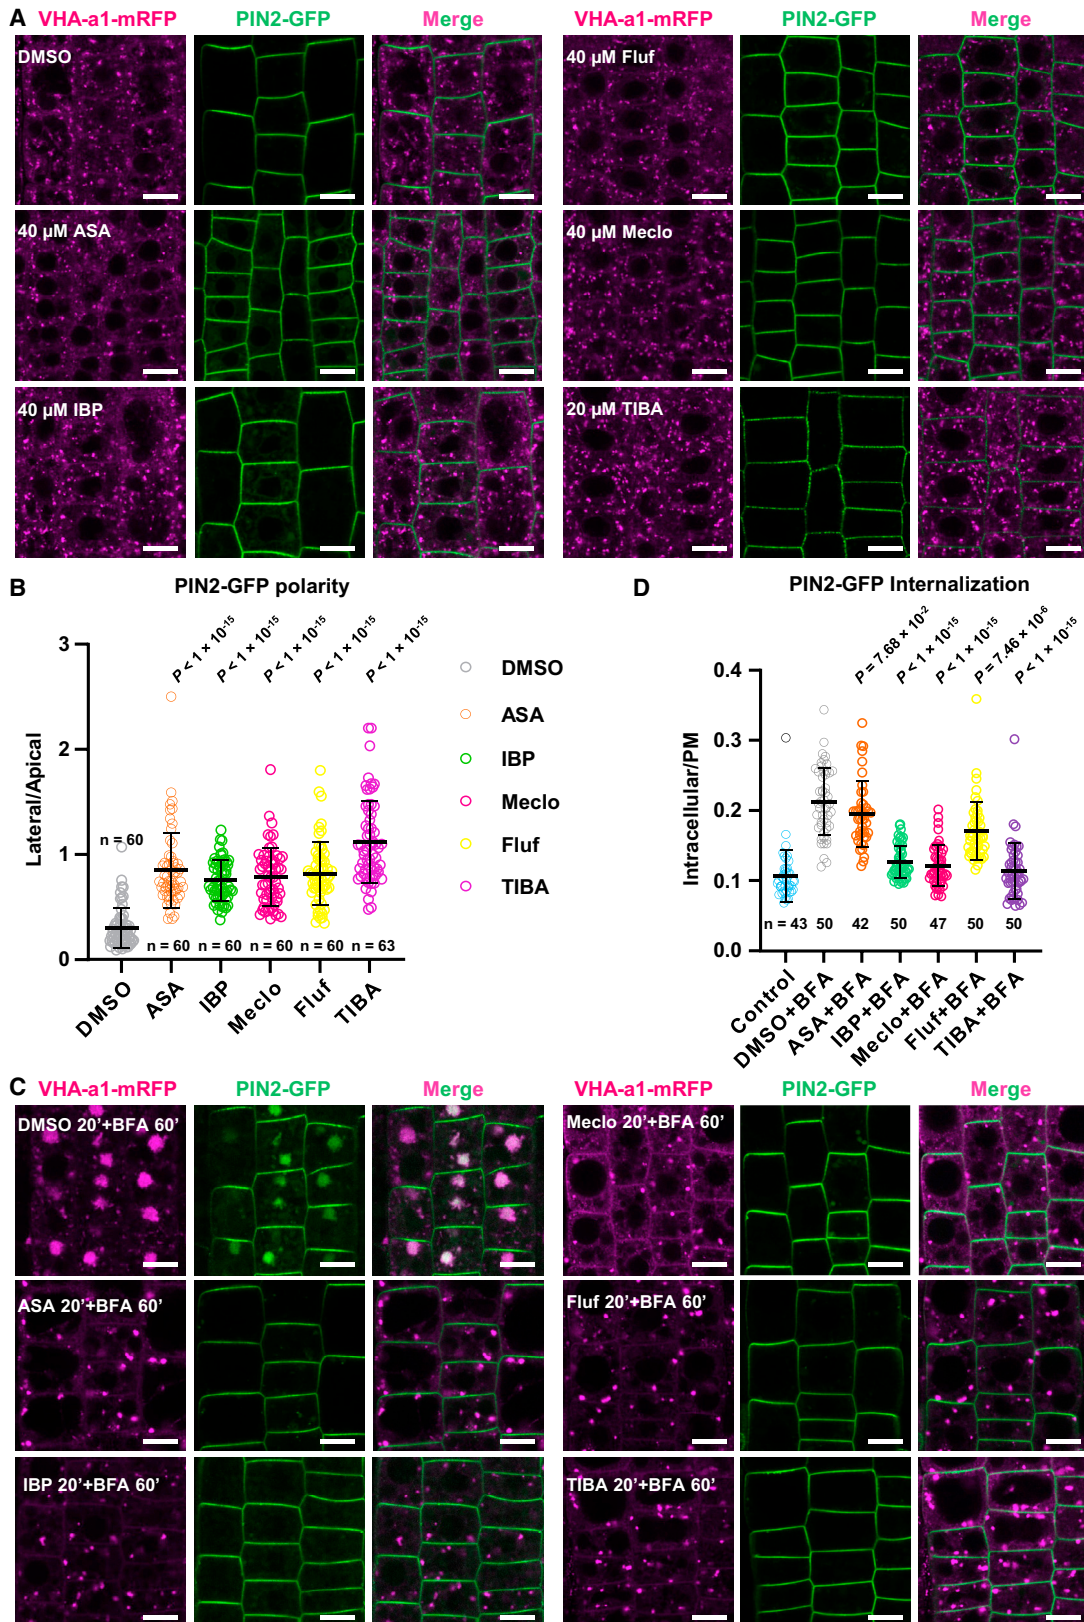 A
VHA-a1-mRFP PIN2-GFP Merge VHA-a1-mRFP PIN2-GFP Merge
DMSO 40 µM Fluf
40 µM ASA 40 µM Meclo
40 µM IBP 20 µM TIBA
B
PIN2-GFP polarity
P < 1 × 10⁻¹⁵ P < 1 × 10⁻¹⁵ P < 1 × 10⁻¹⁵ P < 1 × 10⁻¹⁵ P < 1 × 10⁻¹⁵
Lateral/Apical
3
2
1
0
n = 60
n = 60 n = 60 n = 60 n = 60 n = 63
DMSO ASA IBP Meclo Fluf TIBA
DMSO
ASA
IBP
Meclo
Fluf
TIBA
D
PIN2-GFP Internalization
P = 7.68 × 10⁻² P < 1 × 10⁻¹⁵ P < 1 × 10⁻¹⁵ P = 7.46 × 10⁻⁶ P < 1 × 10⁻¹⁵
Intracellular/PM
0.4
0.3
0.2
0.1
0.0
n = 43 50 42 50 47 50 50
Control DMSO+BFA ASA+BFA IBP+BFA Meclo+BFA Fluf+BFA TIBA+BFA
C
VHA-a1-mRFP PIN2-GFP Merge VHA-a1-mRFP PIN2-GFP Merge
DMSO 20’+BFA 60’ Meclo 20’+BFA 60’
ASA 20’+BFA 60’ Fluf 20’+BFA 60’
IBP 20’+BFA 60’ TIBA 20’+BFA 60’